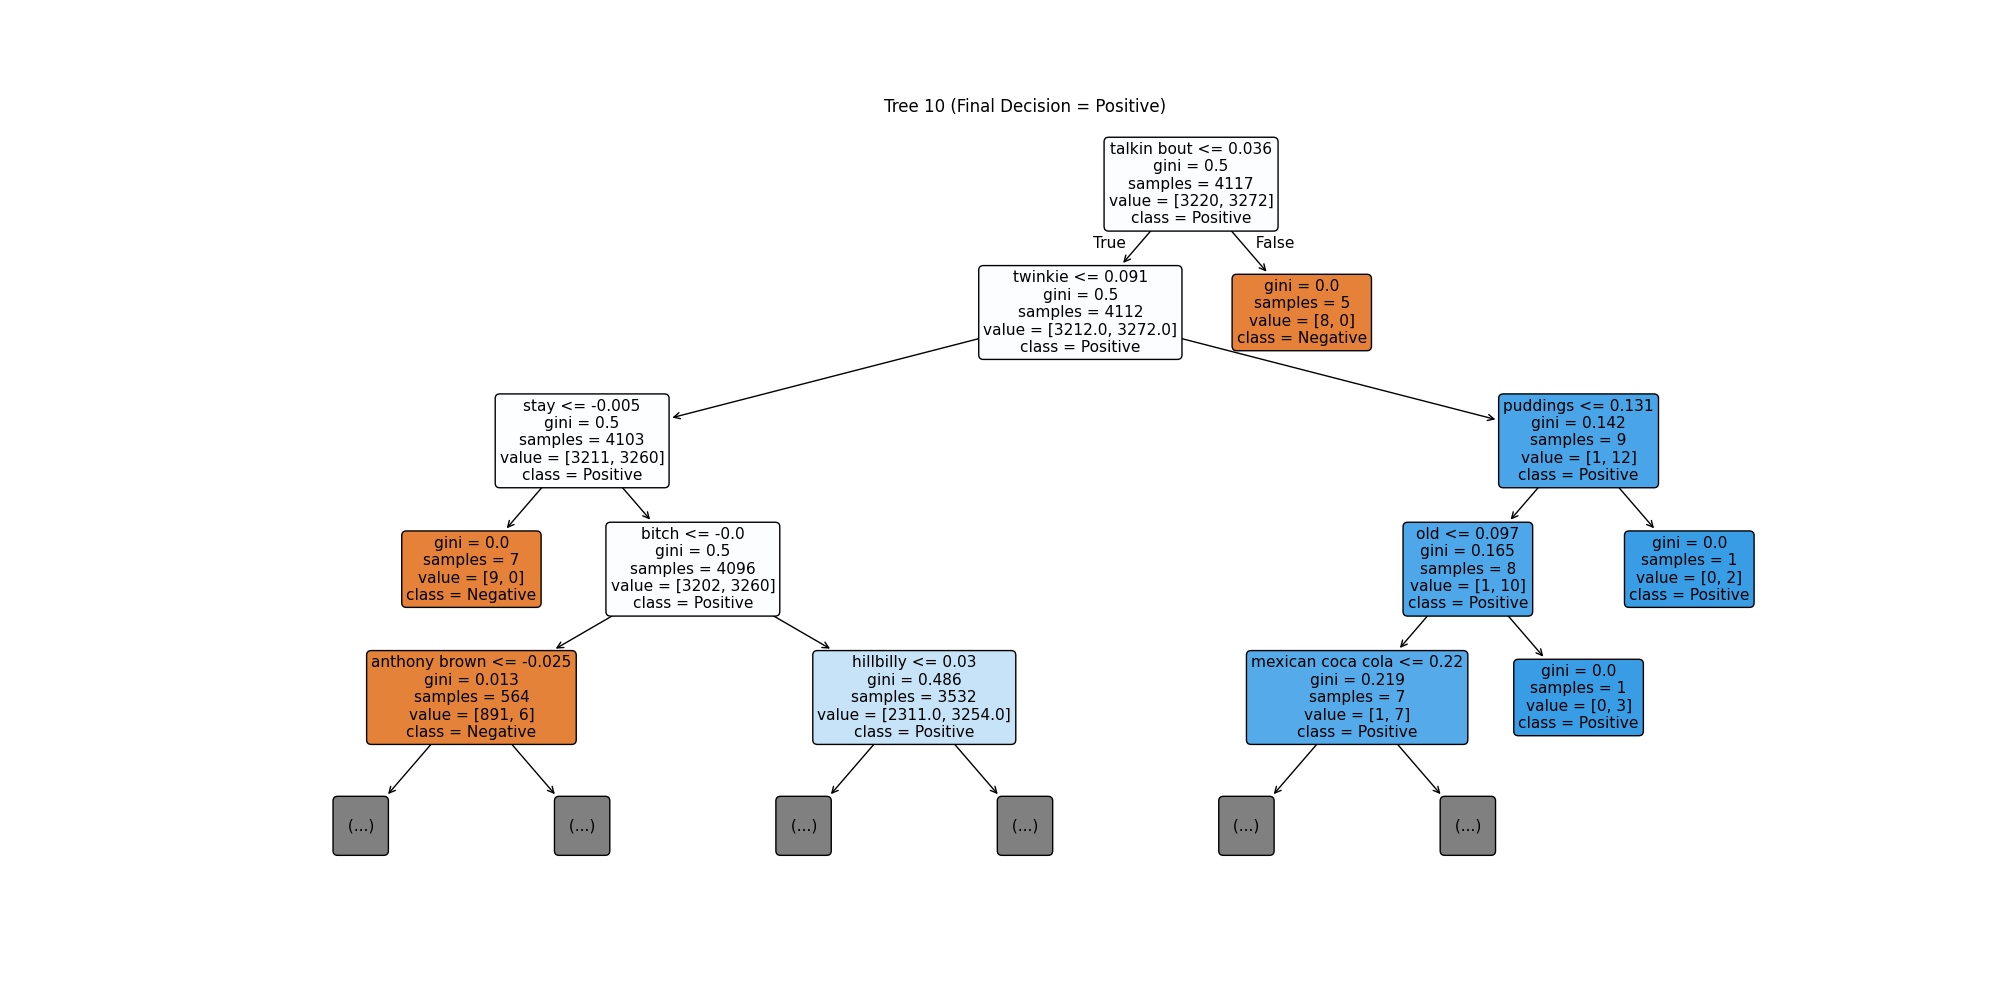 Tree 10 (Final Decision = Positive)
talkin bout <= 0.036
gini = 0.5
samples = 4117
value = [3220, 3272]
class = Positive
True
False
twinkie <= 0.091
gini = 0.5
samples = 4112
value = [3212.0, 3272.0]
class = Positive
gini = 0.0
samples = 5
value = [8, 0]
class = Negative
stay <= -0.005
gini = 0.5
samples = 4103
value = [3211, 3260]
class = Positive
puddings <= 0.131
gini = 0.142
samples = 9
value = [1, 12]
class = Positive
gini = 0.0
samples = 7
value = [9, 0]
class = Negative
bitch <= -0.0
gini = 0.5
samples = 4096
value = [3202, 3260]
class = Positive
old <= 0.097
gini = 0.165
samples = 8
value = [1, 10]
class = Positive
gini = 0.0
samples = 1
value = [0, 2]
class = Positive
anthony brown <= -0.025
gini = 0.013
samples = 564
value = [891, 6]
class = Negative
hillbilly <= 0.03
gini = 0.486
samples = 3532
value = [2311.0, 3254.0]
class = Positive
mexican coca cola <= 0.22
gini = 0.219
samples = 7
value = [1, 7]
class = Positive
gini = 0.0
samples = 1
value = [0, 3]
class = Positive
(...)
(...)
(...)
(...)
(...)
(...)